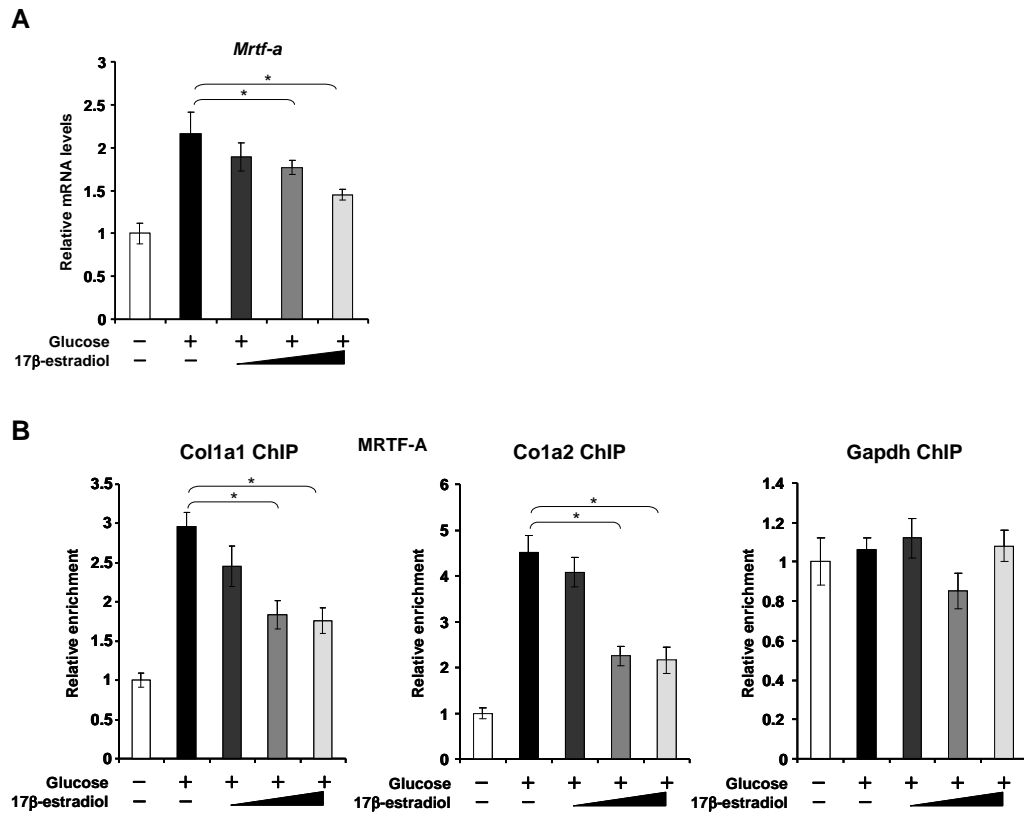 A
Mrtf-a
Relative mRNA levels
3
2.5
2
1.5
1
0.5
0
*
*
Glucose − + + + +
17β-estradiol − −
B
MRTF-A
Col1a1 ChIP
Relative enrichment
3.5
3
2.5
2
1.5
1
0.5
0
*
*
Glucose − + + + +
17β-estradiol − −
Co1a2 ChIP
Relative enrichment
6
5
4
3
2
1
0
*
*
Glucose − + + + +
17β-estradiol − −
Gapdh ChIP
Relative enrichment
1.4
1.2
1
0.8
0.6
0.4
0.2
0
Glucose − + + + +
17β-estradiol − −